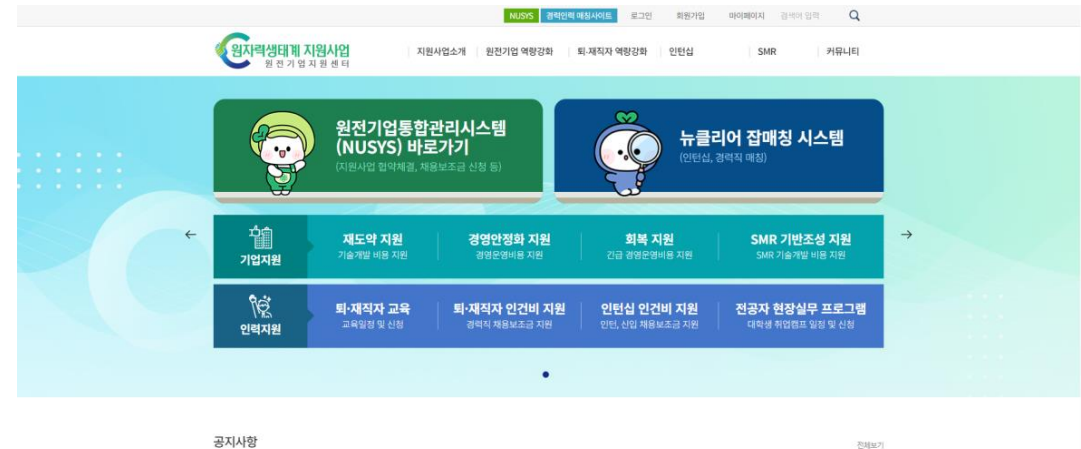 NUSYS 경력인력 매칭사이트 로그인 회원가입 마이페이지 검색어 입력
원자력생태계 지원사업
원전기업지원센터
지원사업소개 원전기업 역량강화 퇴·재직자 역량강화 인턴십 SMR 커뮤니티
원전기업통합관리시스템
(NUSYS) 바로가기
(지원사업 협약체결, 채용보조금 신청 등)
뉴클리어 잡매칭 시스템
(인턴십, 경력직 매칭)
기업지원
재도약 지원 경영안정화 지원 회복 지원 SMR 기반조성 지원
기술개발 비용 지원 경영운영비용 지원 긴급 경영운영비용 지원 SMR 기술개발 비용 지원
인력지원
퇴·재직자 교육 퇴·재직자 인건비 지원 인턴십 인건비 지원 전공자 현장실무 프로그램
교육일정 및 신청 경력직 채용보조금 지원 인턴, 신입 채용보조금 지원 대학생 취업캠프 일정 및 신청
공지사항 전체보기